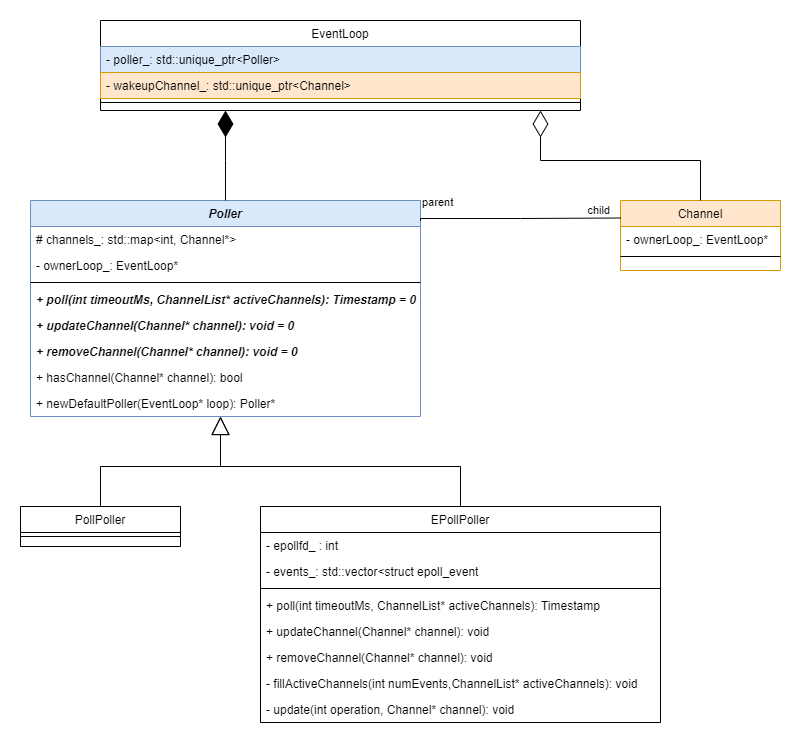 EventLoop
- poller_: std::unique_ptr<Poller>
- wakeupChannel_: std::unique_ptr<Channel>
Poller
# channels_: std::map<int, Channel*>
- ownerLoop_: EventLoop*
+ poll(int timeoutMs, ChannelList* activeChannels): Timestamp = 0
+ updateChannel(Channel* channel): void = 0
+ removeChannel(Channel* channel): void = 0
+ hasChannel(Channel* channel): bool
+ newDefaultPoller(EventLoop* loop): Poller*
parent
child
Channel
- ownerLoop_: EventLoop*
PollPoller
EPollPoller
- epollfd_ : int
- events_: std::vector<struct epoll_event
+ poll(int timeoutMs, ChannelList* activeChannels): Timestamp
+ updateChannel(Channel* channel): void
+ removeChannel(Channel* channel): void
- fillActiveChannels(int numEvents,ChannelList* activeChannels): void
- update(int operation, Channel* channel): void